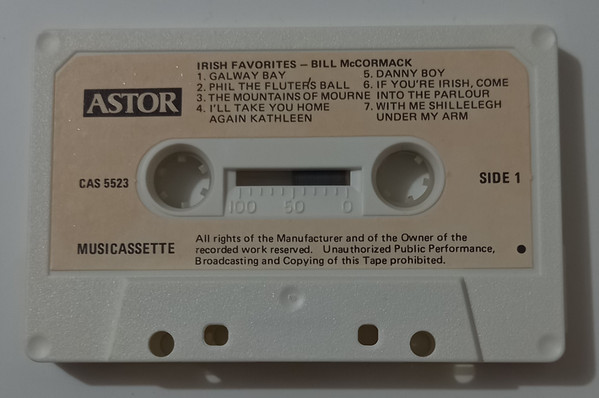 IRISH FAVORITES – BILL McCORMACK
1. GALWAY BAY
2. PHIL THE FLUTER'S BALL
3. THE MOUNTAINS OF MOURNE
4. I'LL TAKE YOU HOME
AGAIN KATHLEEN
5. DANNY BOY
6. IF YOU'RE IRISH, COME
INTO THE PARLOUR
7. WITH ME SHILLELEGH
UNDER MY ARM
ASTOR
CAS 5523
SIDE 1
100 50 0
MUSICASSETTE
All rights of the Manufacturer and of the Owner of the
recorded work reserved. Unauthorized Public Performance,
Broadcasting and Copying of this Tape prohibited.